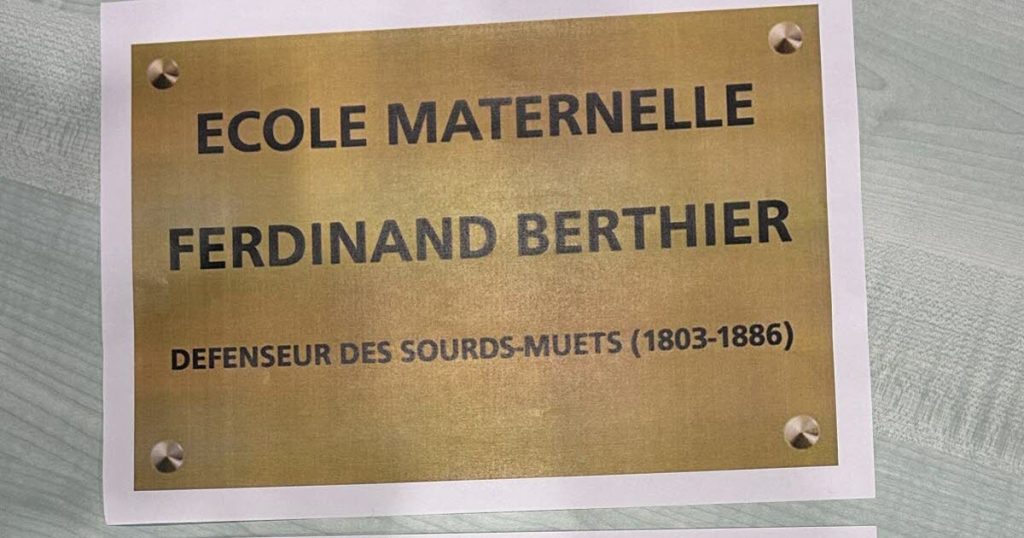 ECOLE MATERNELLE
FERDINAND BERTHIER
DEFENSEUR DES SOURDS-MUETS (1803-1886)